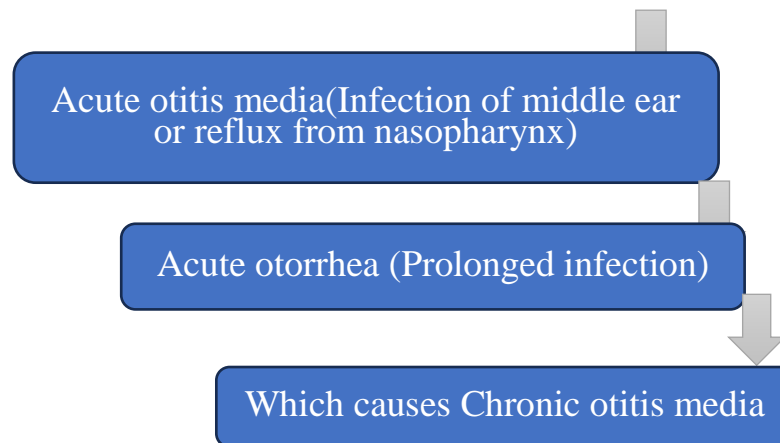 Acute otitis media(Infection of middle ear
or reflux from nasopharynx)
Acute otorrhea (Prolonged infection)
Which causes Chronic otitis media